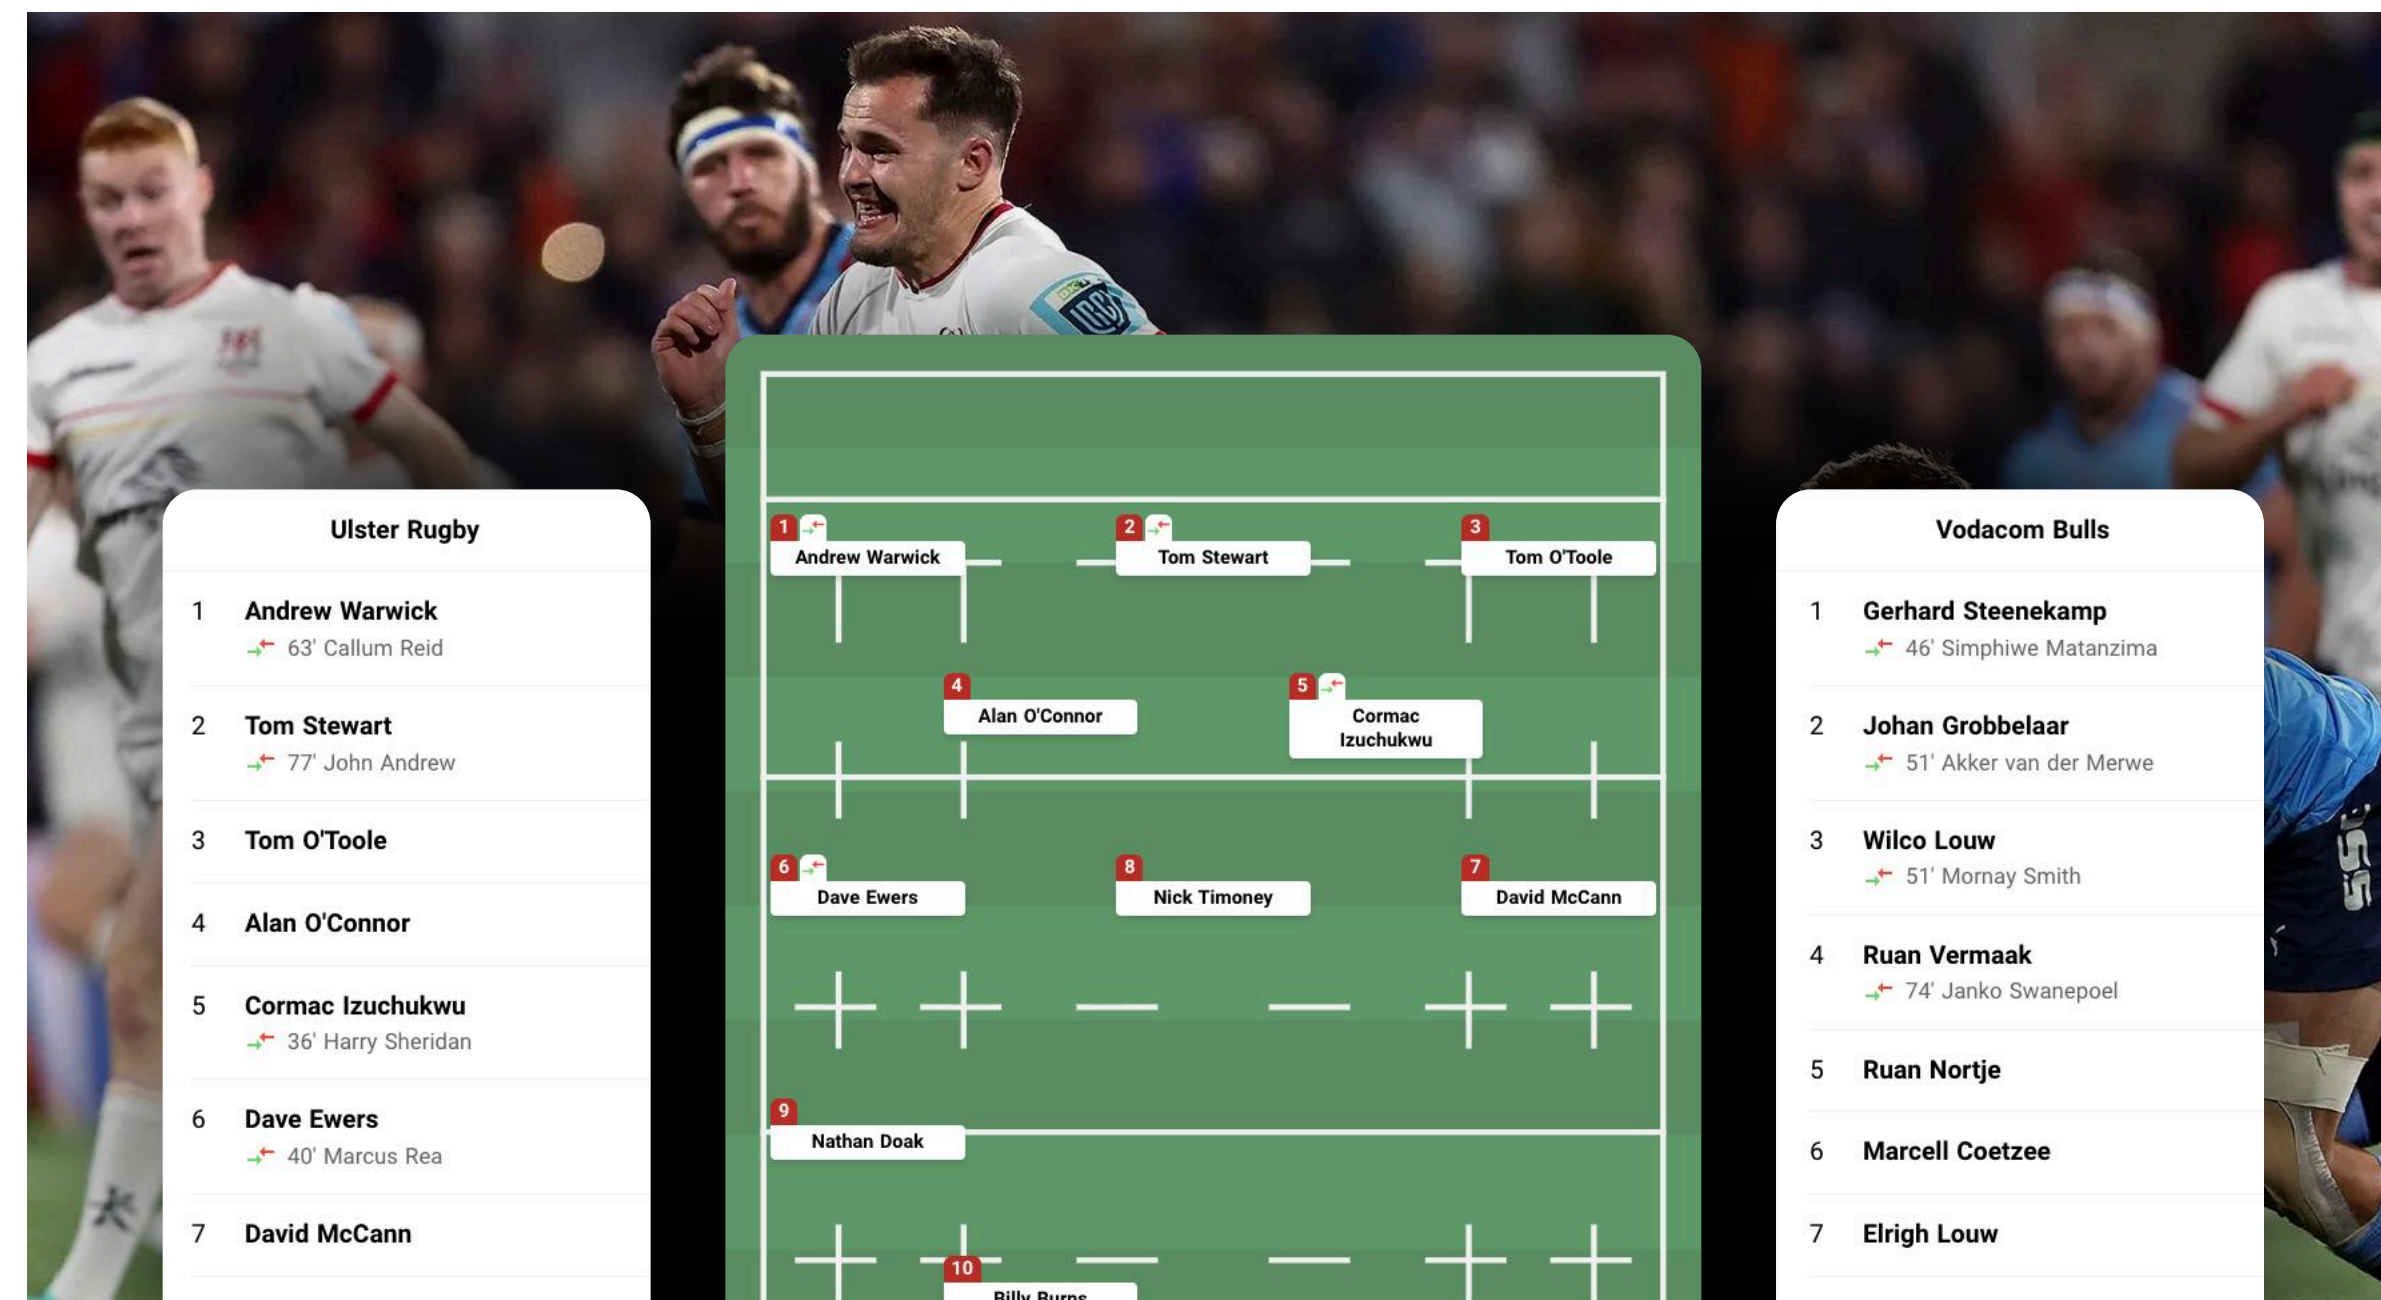 Ulster Rugby
1
Andrew Warwick
63' Callum Reid
2
Tom Stewart
77' John Andrew
3
Tom O'Toole
4
Alan O'Connor
5
Cormac Izuchukwu
36' Harry Sheridan
6
Dave Ewers
40' Marcus Rea
7
David McCann
1
Andrew Warwick
2
Tom Stewart
3
Tom O'Toole
4
Alan O'Connor
5
Cormac
Izuchukwu
6
Dave Ewers
8
Nick Timoney
7
David McCann
9
Nathan Doak
10
Billy Burns
Vodacom Bulls
1
Gerhard Steenekamp
46' Simphiwe Matanzima
2
Johan Grobbelaar
51' Akker van der Merwe
3
Wilco Louw
51' Mornay Smith
4
Ruan Vermaak
74' Janko Swanepoel
5
Ruan Nortje
6
Marcell Coetzee
7
Elrigh Louw